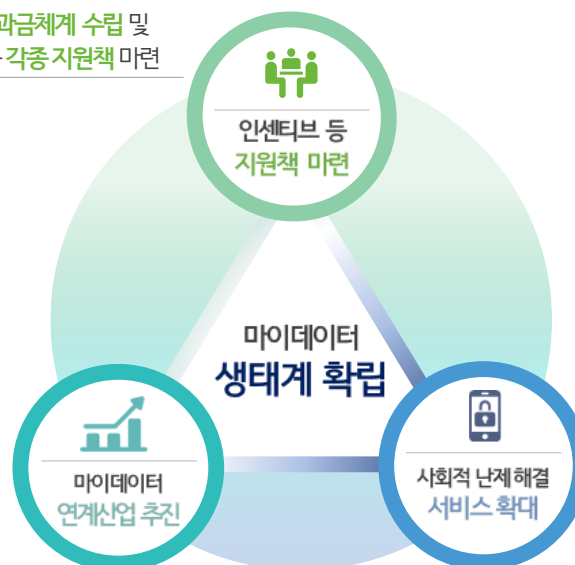 과금체계 수립 및
각종 지원책 마련
인센티브 등
지원책 마련
마이데이터
생태계 확립
마이데이터
연계산업 추진
사회적 난제 해결
서비스 확대